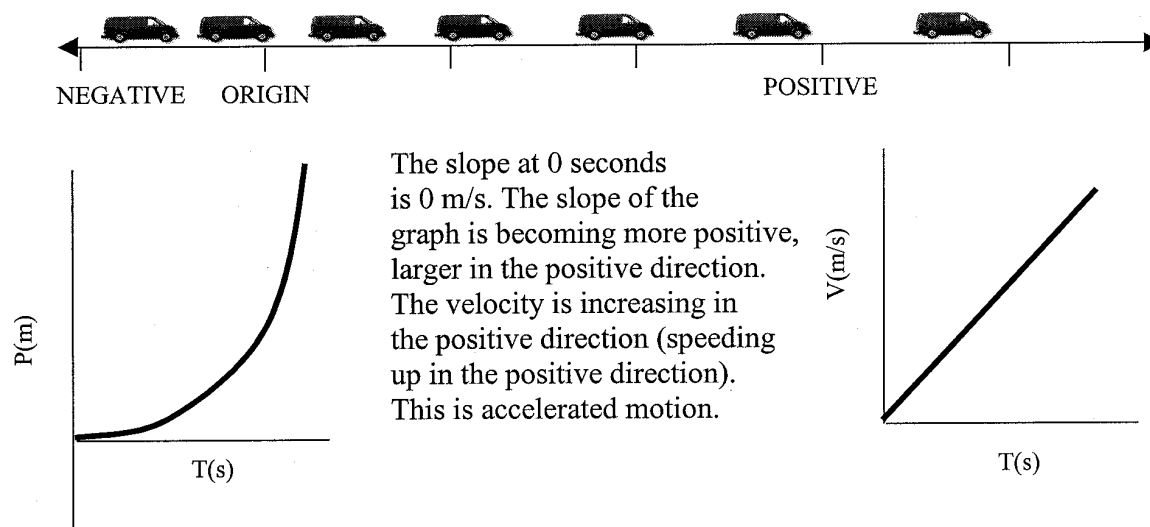 NEGATIVE ORIGIN POSITIVE
The slope at 0 seconds
is 0 m/s. The slope of the
graph is becoming more positive,
larger in the positive direction.
The velocity is increasing in
the positive direction (speeding
up in the positive direction).
This is accelerated motion.
P(m)
T(s)
V(m/s)
T(s)